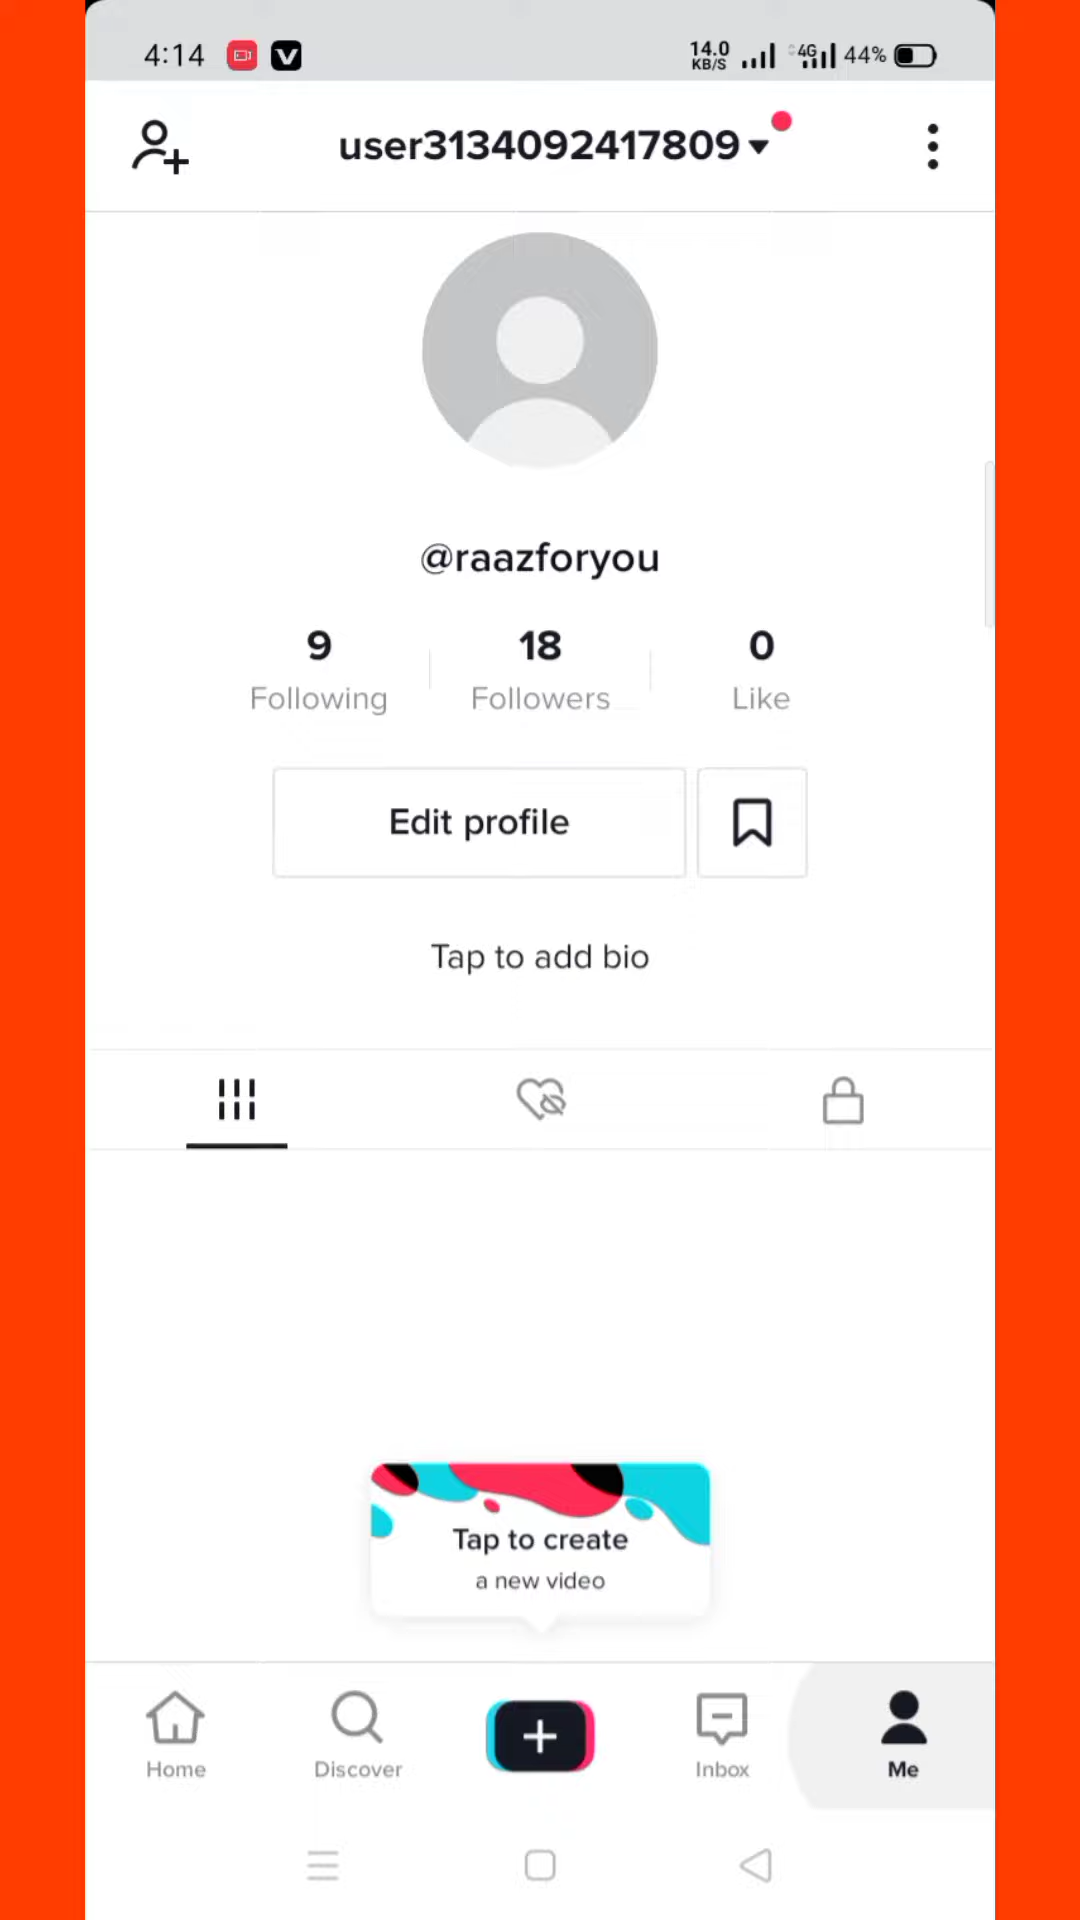 4:14 14.0 KB/S 4G 44%
user3134092417809
@raazforyou
9 18 0
Following Followers Like
Edit profile
Tap to add bio
Tap to create
a new video
Home Discover Inbox Me